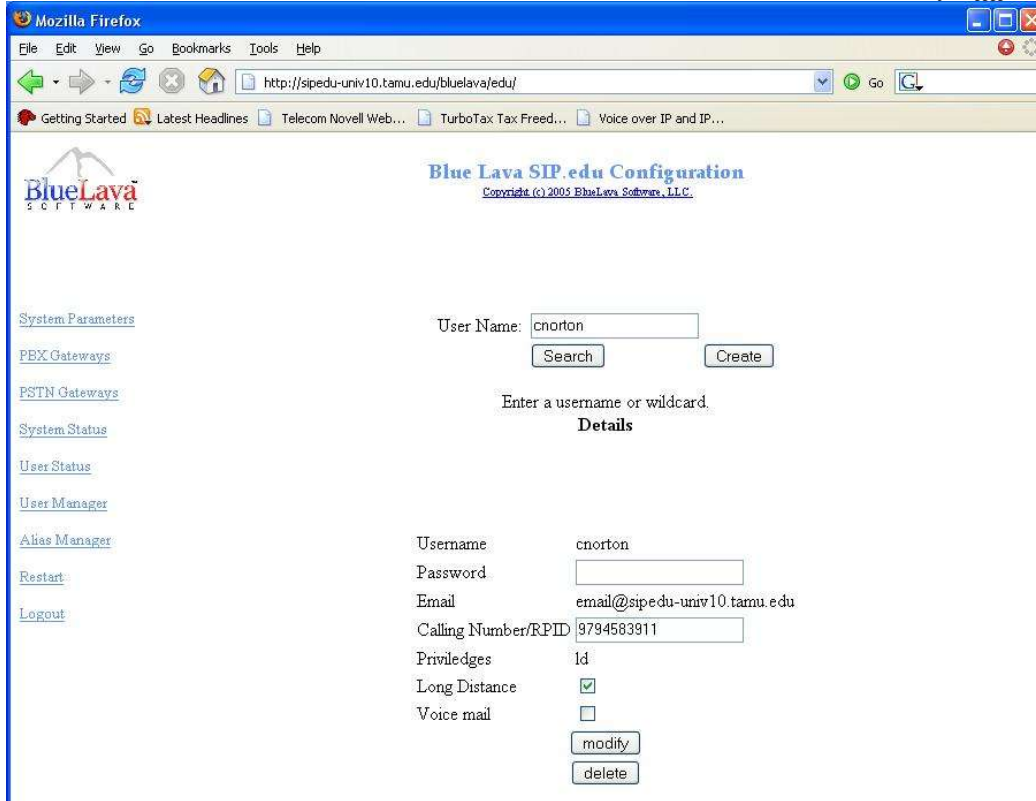 Mozilla Firefox
File Edit View Go Bookmarks Tools Help
http://sipedu-univ10.tamu.edu/bluelava/edu/ Go G
Getting Started Latest Headlines Telecom Novell Web... TurboTax Tax Freed... Voice over IP and IP...
BlueLava
SOFTWARE
Blue Lava SIP.edu Configuration
Copyright (c) 2005 BlueLava Software, LLC.
System Parameters
PBX Gateways
PSTN Gateways
System Status
User Status
User Manager
Alias Manager
Restart
Logout
User Name: cnorton
Search Create
Enter a username or wildcard.
Details
Username cnorton
Password
Email email@sipedu-univ10.tamu.edu
Calling Number/RPID 9794583911
Priviledges ld
Long Distance
Voice mail
modify
delete